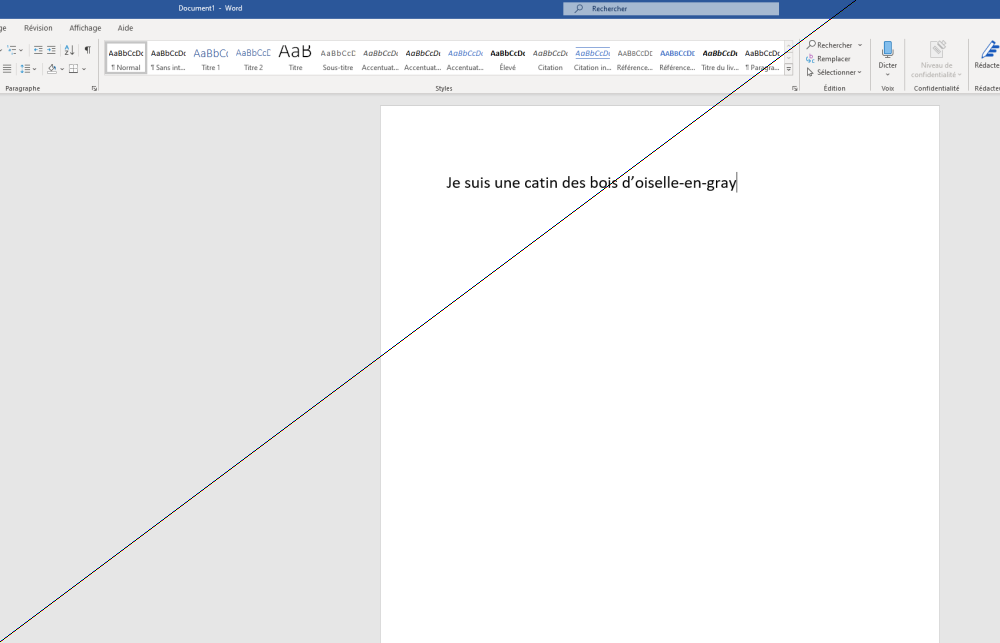 Document1 - Word
Rechercher
ge Révision Affichage Aide
AaBbCcDc AaBbCcDc AaBbCc AaBbCcC AaB AaBbCcC AaBbCcDc AaBbCcDc AaBbCcDc AaBbCcDc AaBbCcDc AaBbCcDc AaBbCcDc AaBbCcDc AaBbCcDc AaBbCcDc
¶ Normal ¶ Sans int... Titre 1 Titre 2 Titre Sous-titre Accentuat... Accentuat... Accentuat... Élevé Citation Citation in... Référence... Référence... Titre du liv... ¶ Paragra...
Rechercher
Remplacer
Sélectionner
Dicter
Niveau de
confidentialité
Rédacte
Paragraphe Styles Édition Voix Confidentialité Rédacte
Je suis une catin des bois d’oiselle-en-gray